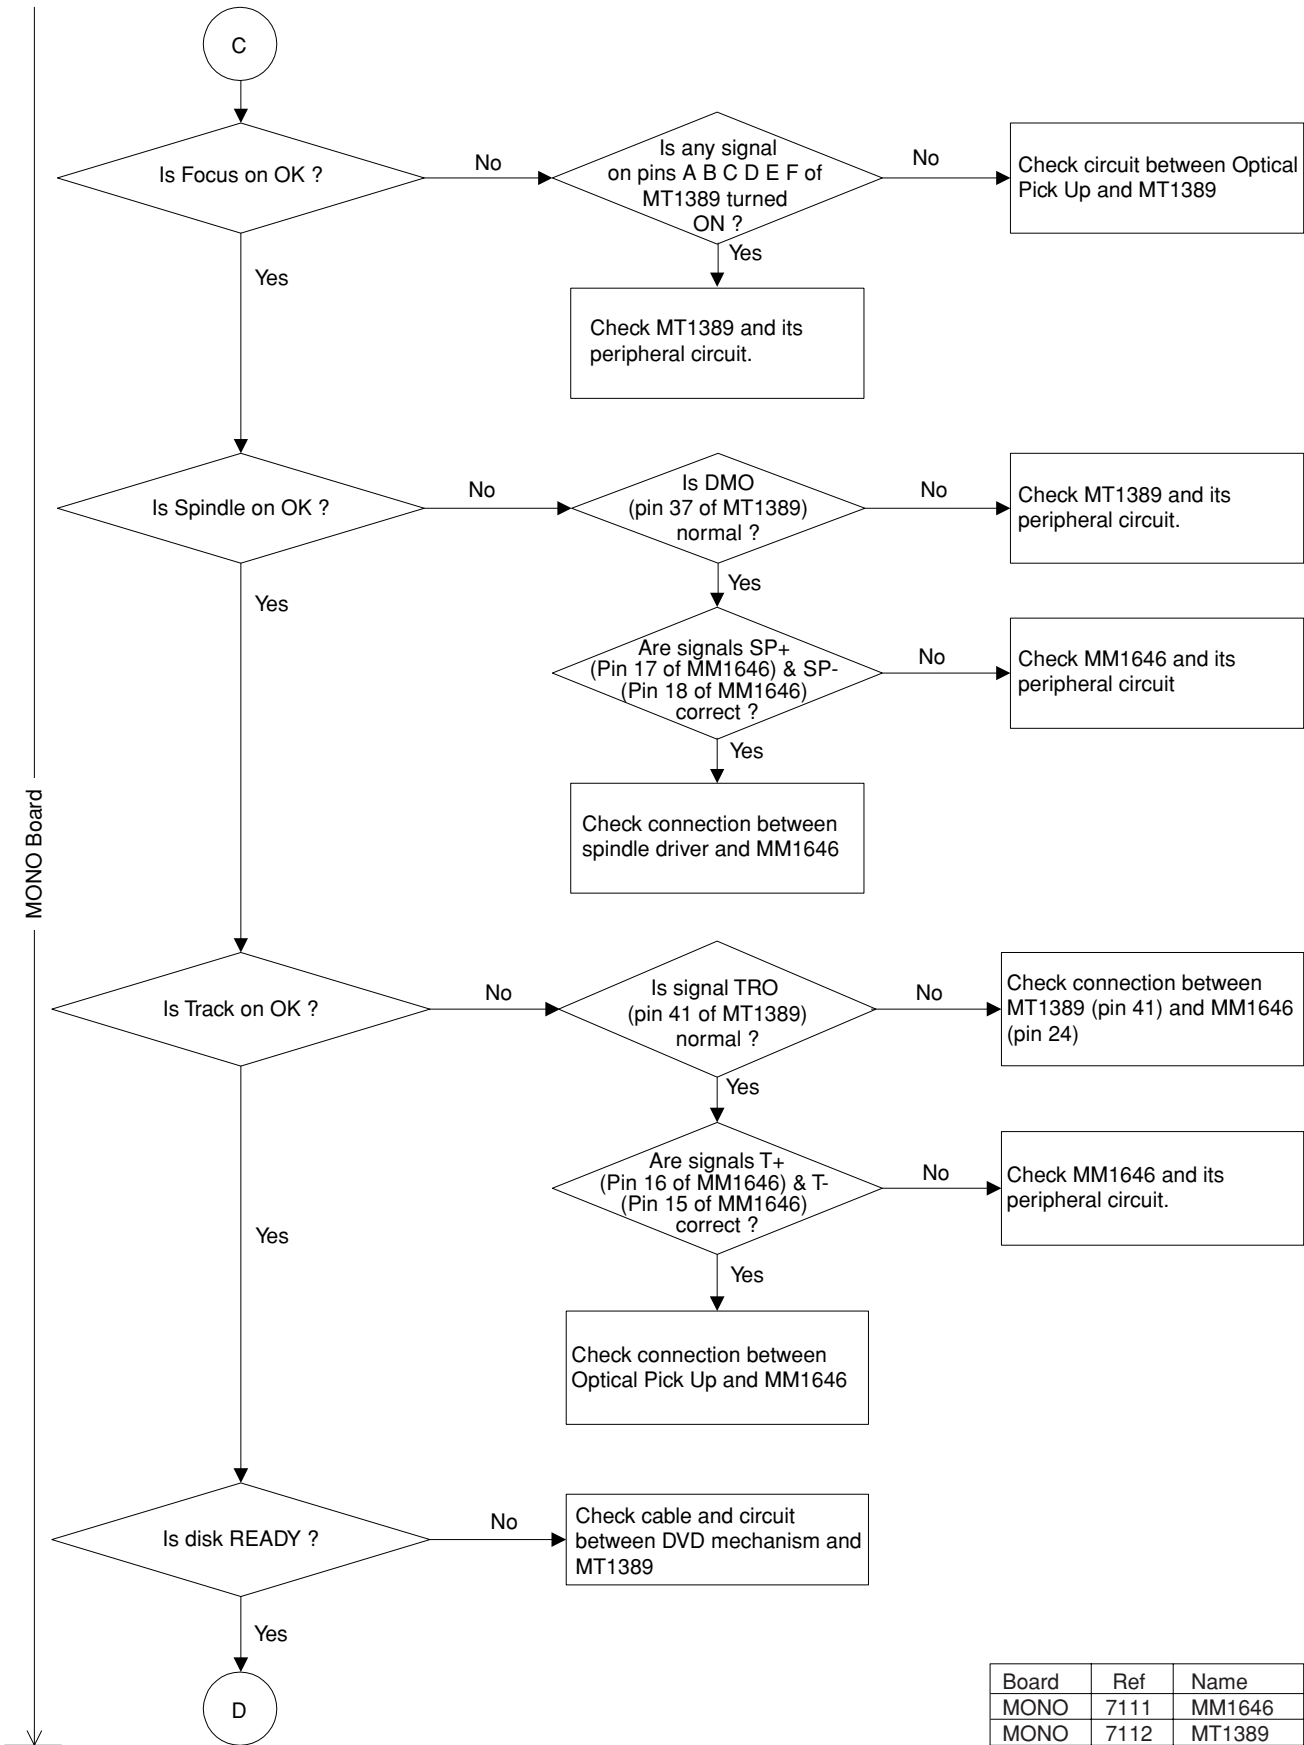 C
Is Focus on OK ?
No
Is any signal
on pins A B C D E F of
MT1389 turned
ON ?
No
Check circuit between Optical
Pick Up and MT1389
Yes
Yes
Check MT1389 and its
peripheral circuit.
Is Spindle on OK ?
No
Is DMO
(pin 37 of MT1389)
normal ?
No
Check MT1389 and its
peripheral circuit.
Yes
Yes
Are signals SP+
(Pin 17 of MM1646) & SP-
(Pin 18 of MM1646)
correct ?
No
Check MM1646 and its
peripheral circuit
Yes
Check connection between
spindle driver and MM1646
MONO Board
Is Track on OK ?
No
Is signal TRO
(pin 41 of MT1389)
normal ?
No
Check connection between
MT1389 (pin 41) and MM1646
(pin 24)
Yes
Yes
Are signals T+
(Pin 16 of MM1646) & T-
(Pin 15 of MM1646)
correct ?
No
Check MM1646 and its
peripheral circuit.
Yes
Check connection between
Optical Pick Up and MM1646
Is disk READY ?
No
Check cable and circuit
between DVD mechanism and
MT1389
Yes
D
Board Ref Name
MONO 7111 MM1646
MONO 7112 MT1389